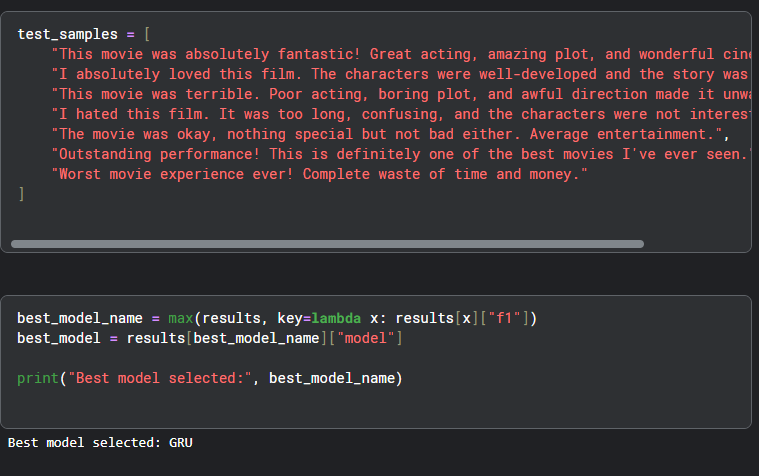 test_samples = [
"This movie was absolutely fantastic! Great acting, amazing plot, and wonderful
"I absolutely loved this film. The characters were well-developed and the story was
"This movie was terrible. Poor acting, boring plot, and awful direction made it
"I hated this film. It was too long, confusing, and the characters were not
"The movie was okay, nothing special but not bad either. Average entertainment.",
"Outstanding performance! This is definitely one of the best movies I've ever seen."
"Worst movie experience ever! Complete waste of time and money."
]
best_model_name = max(results, key=lambda x: results[x]["f1"])
best_model = results[best_model_name]["model"]
print("Best model selected:", best_model_name)
Best model selected: GRU